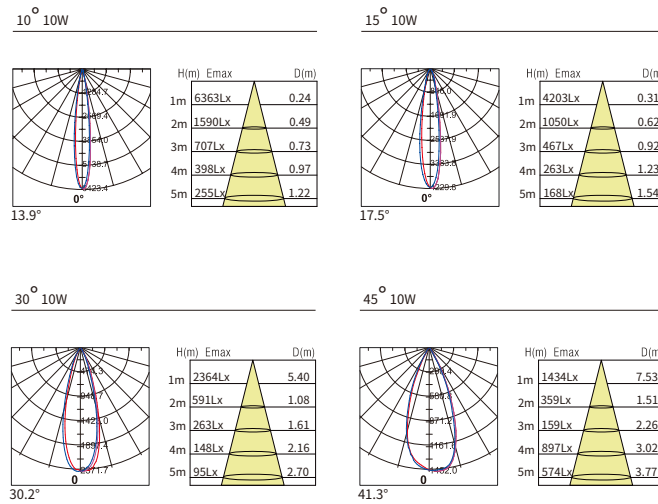 10° 10W
H(m) Emax D(m)
1m 6363Lx 0.24
2m 1590Lx 0.49
3m 707Lx 0.73
4m 398Lx 0.97
5m 255Lx 1.22
0°
13.9°
15° 10W
H(m) Emax D(m
1m 4203Lx 0.31
2m 1050Lx 0.62
3m 467Lx 0.92
4m 263Lx 1.23
5m 168Lx 1.54
0°
17.5°
30° 10W
H(m) Emax D(m)
1m 2364Lx 5.40
2m 591Lx 1.08
3m 263Lx 1.61
4m 148Lx 2.16
5m 95Lx 2.70
0
30.2°
45° 10W
H(m) Emax D(m
1m 1434Lx 7.53
2m 359Lx 1.51
3m 159Lx 2.26
4m 897Lx 3.02
5m 574Lx 3.77
0
41.3°